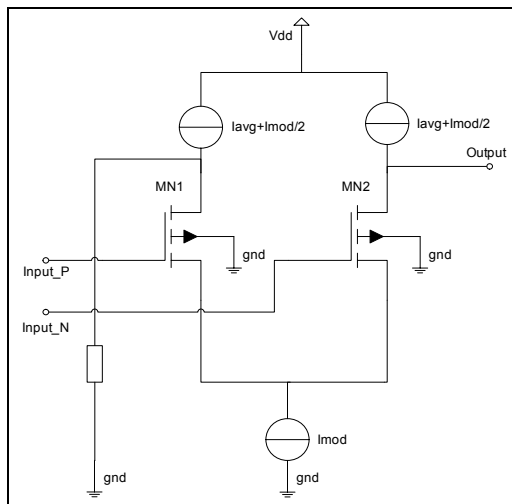 Vdd
Iavg+Imod/2
Iavg+Imod/2
Output
MN1
MN2
Input_P
gnd
gnd
Input_N
Imod
gnd
gnd